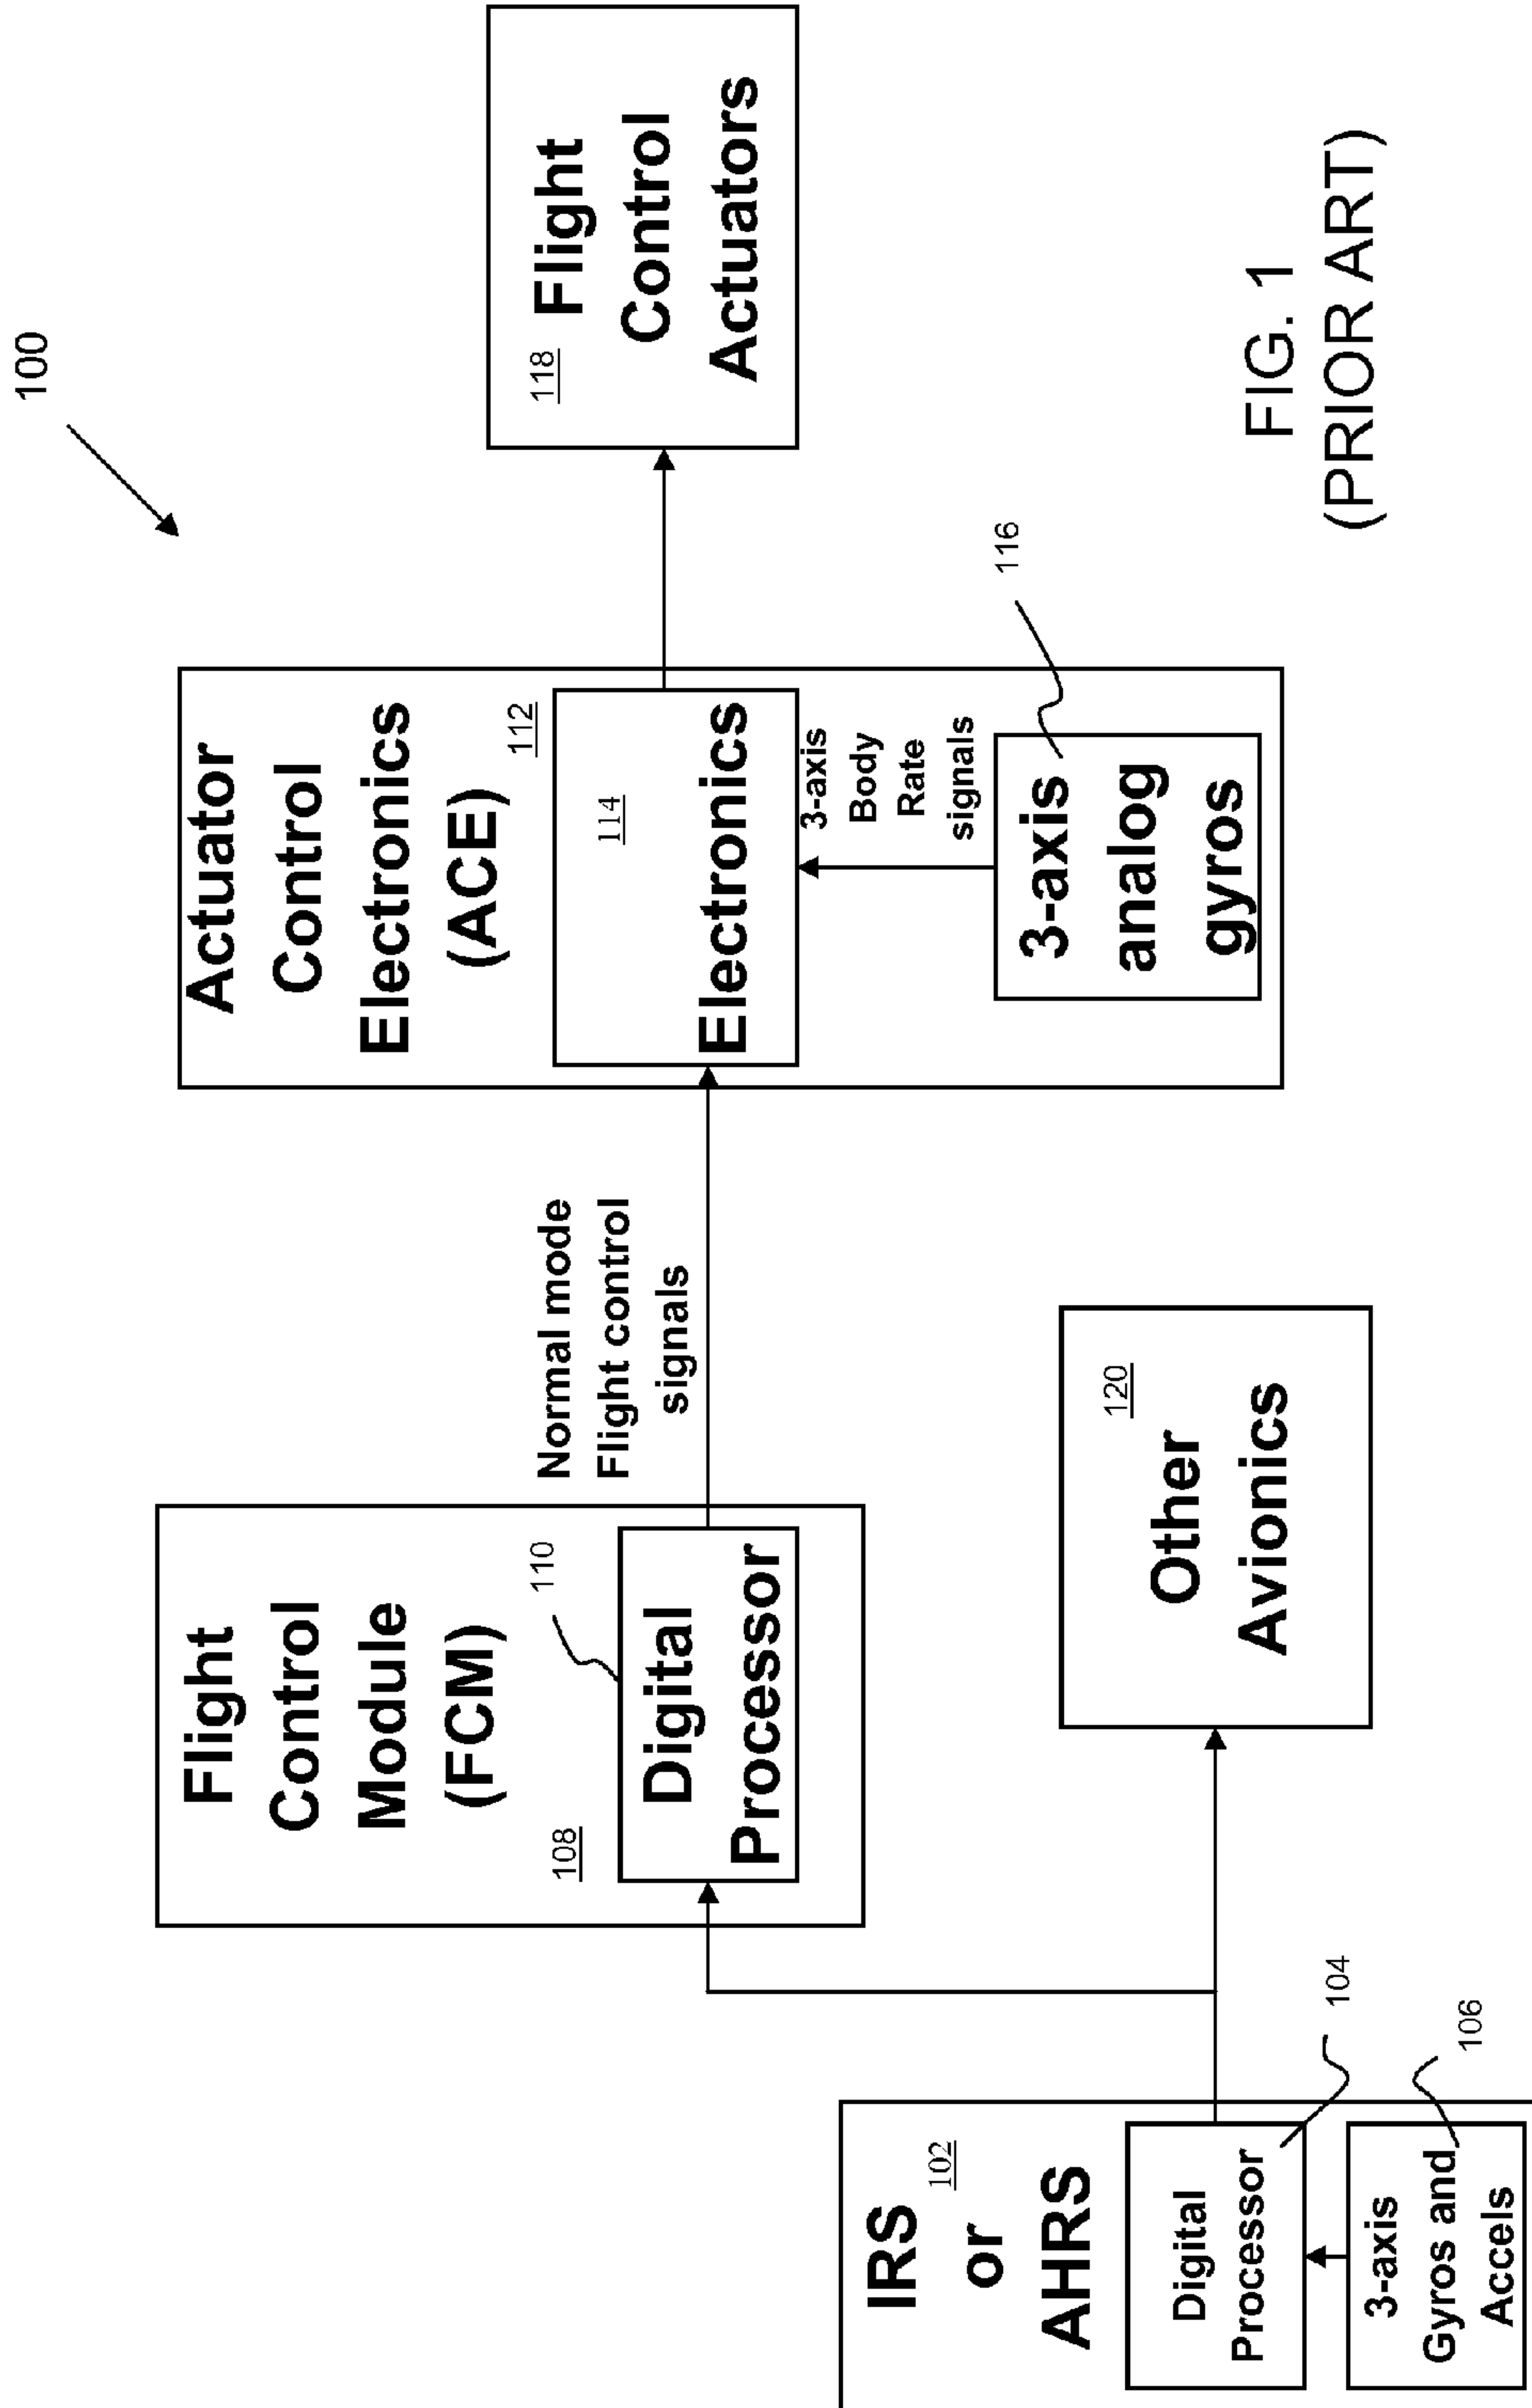 100
Flight
Control
Module
(FCM)
108
110
Digital
Processor
Normal mode
Flight control
signals
Actuator
Control
Electronics
(ACE)
112
114
Electronics
3-axis
Body
Rate
signals
3-axis
analog
gyros
116
118
Flight
Control
Actuators
IRS
or
AHRS
102
Digital
Processor
104
3-axis
Gyros and
Accels
106
120
Other
Avionics
FIG. 1
(PRIOR ART)